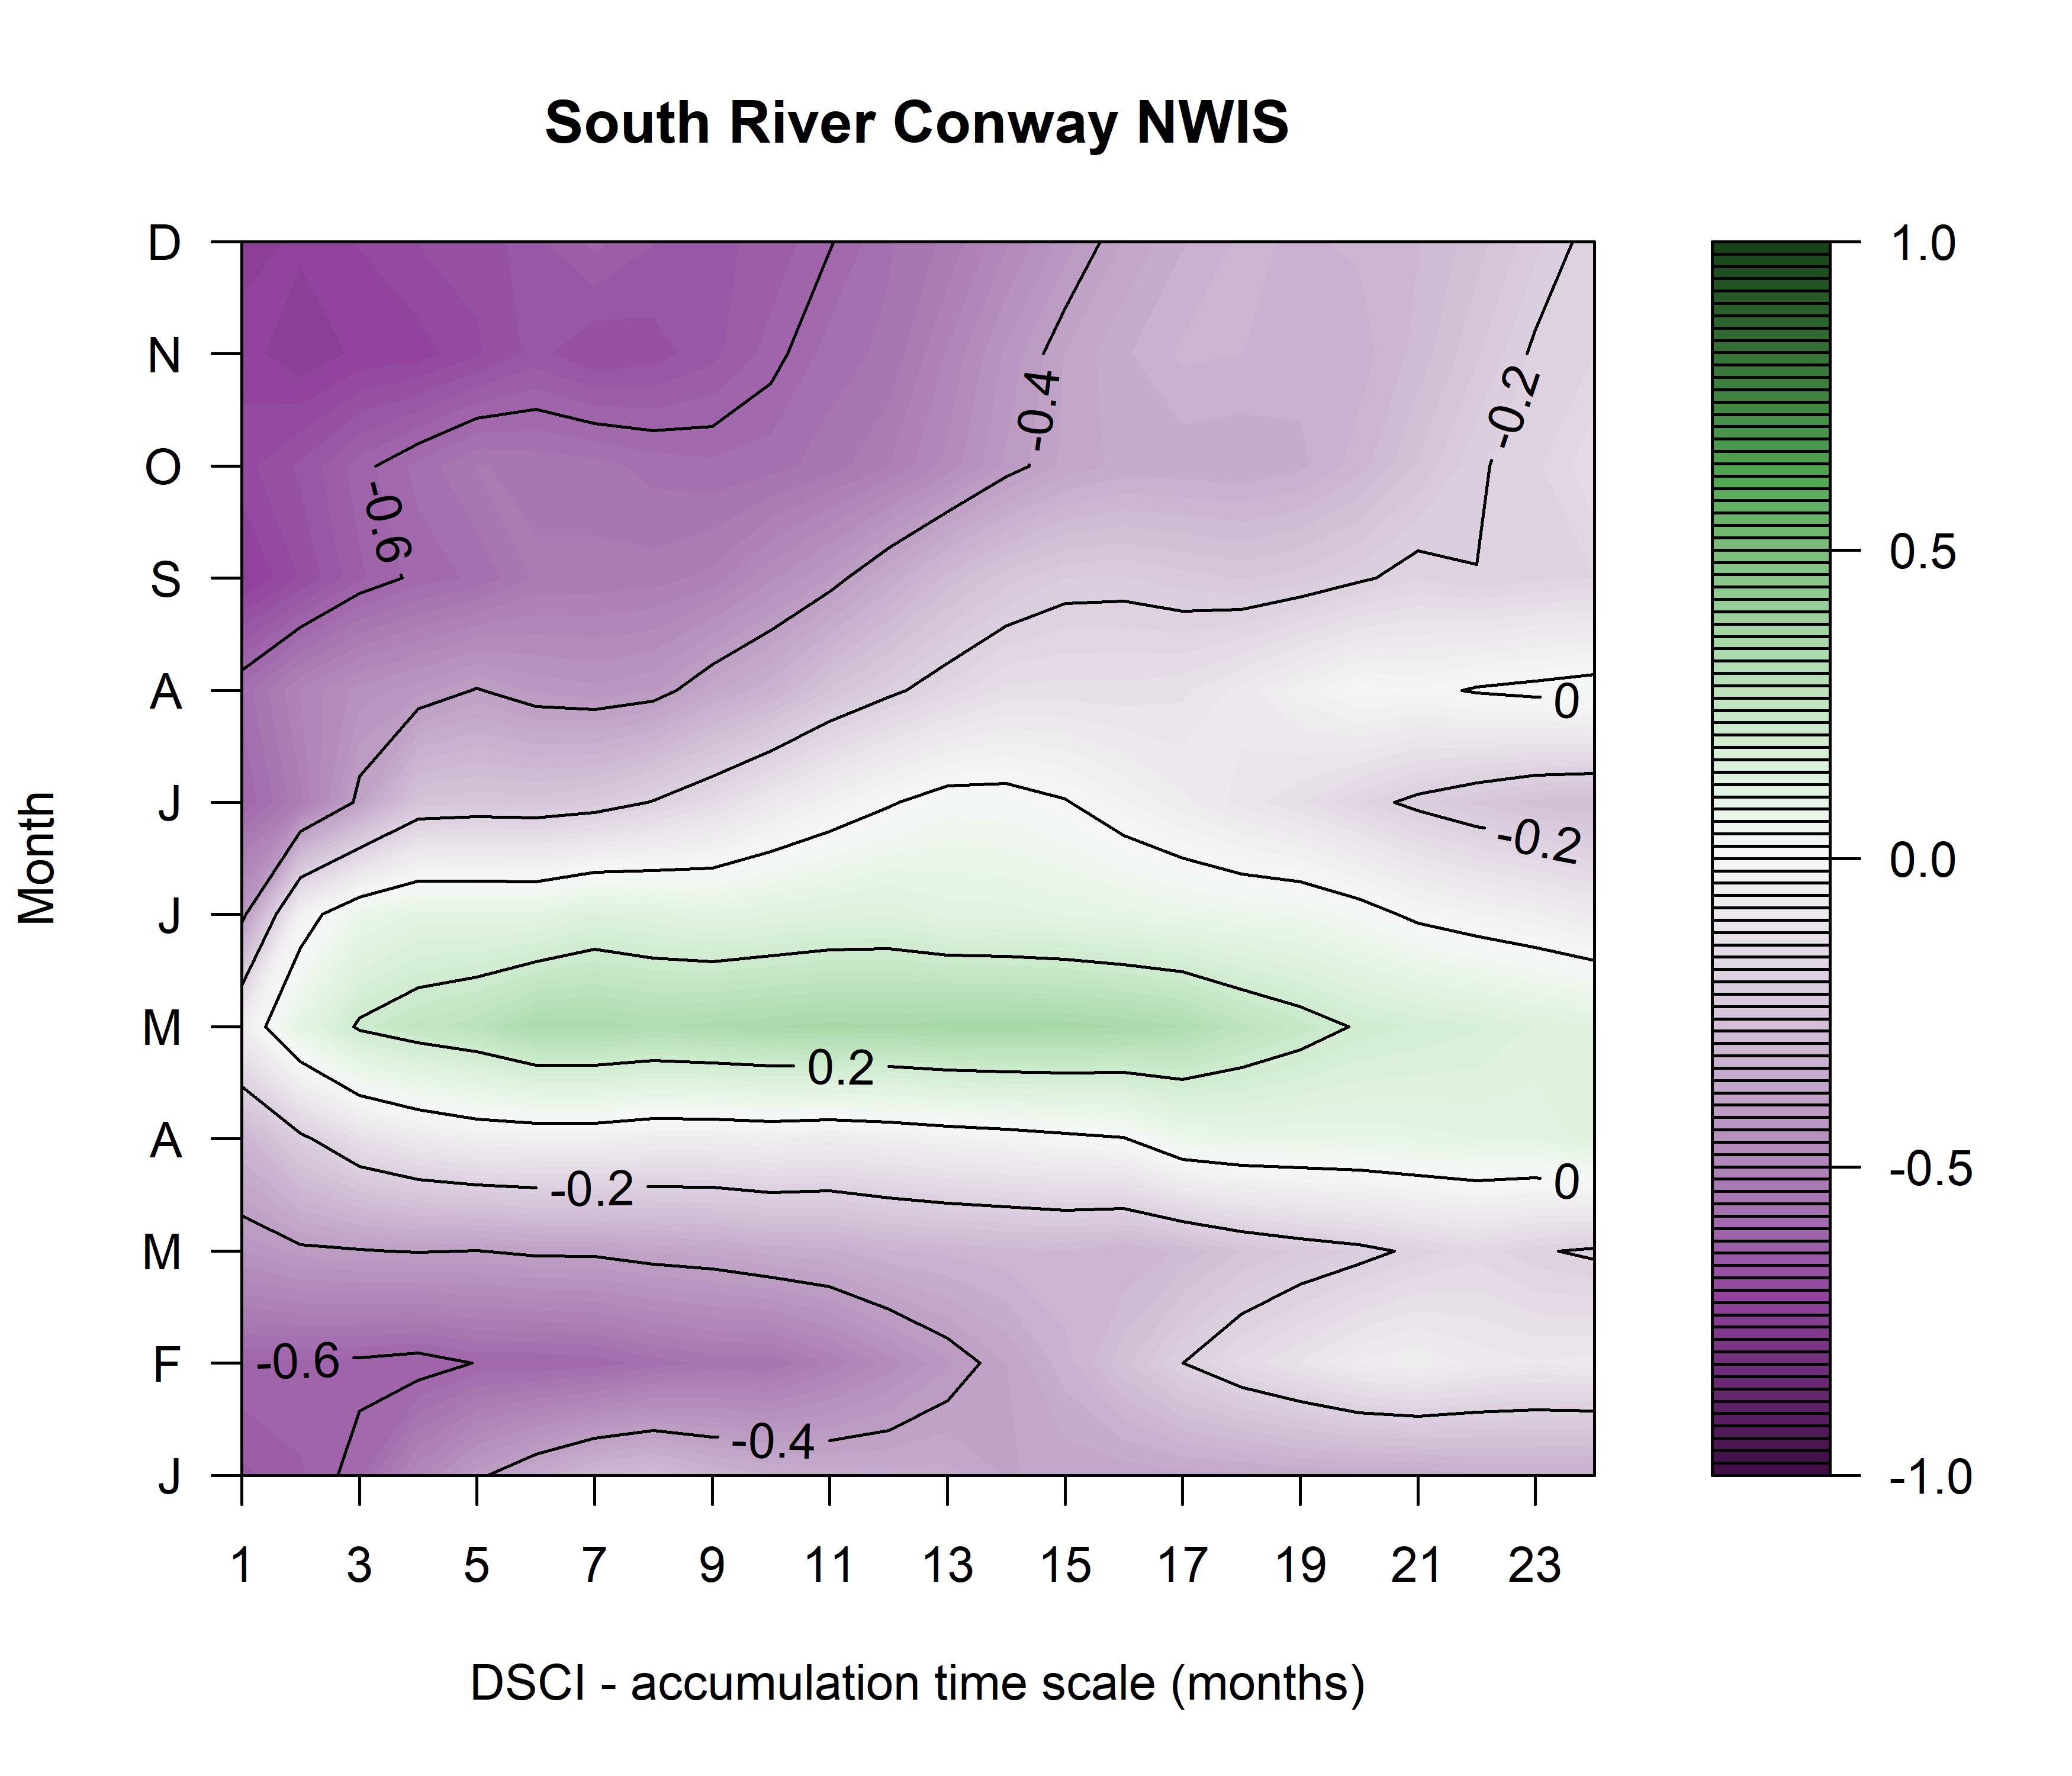 South River Conway NWIS
D
N
O
S
A
J
J
M
A
M
F
J
Month
-0.6
-0.4
-0.2
0
-0.2
0.2
0
-0.2
-0.6
-0.4
1 3 5 7 9 11 13 15 17 19 21 23
DSCI - accumulation time scale (months)
1.0
0.5
0.0
-0.5
-1.0